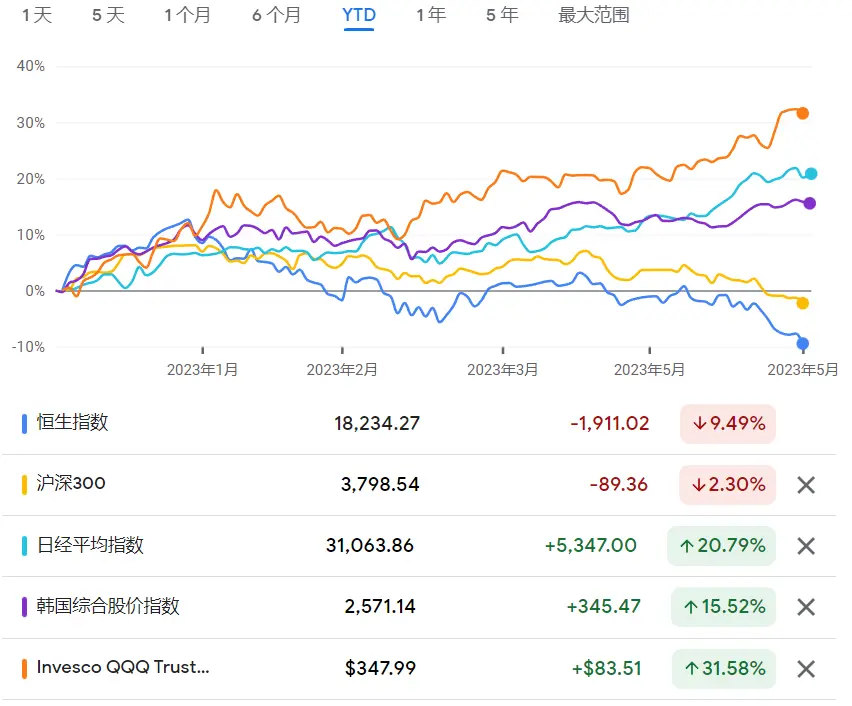 1天 5天 1个月 6个月 YTD 1年 5年 最大范围
40%
30%
20%
10%
0%
-10%
2023年1月 2023年2月 2023年3月 2023年5月 2023年5月
恒生指数 18,234.27 -1,911.02 ↓9.49%
沪深300 3,798.54 -89.36 ↓2.30%
日经平均指数 31,063.86 +5,347.00 ↑20.79%
韩国综合股价指数 2,571.14 +345.47 ↑15.52%
Invesco QQQ Trust... $347.99 +$83.51 ↑31.58%